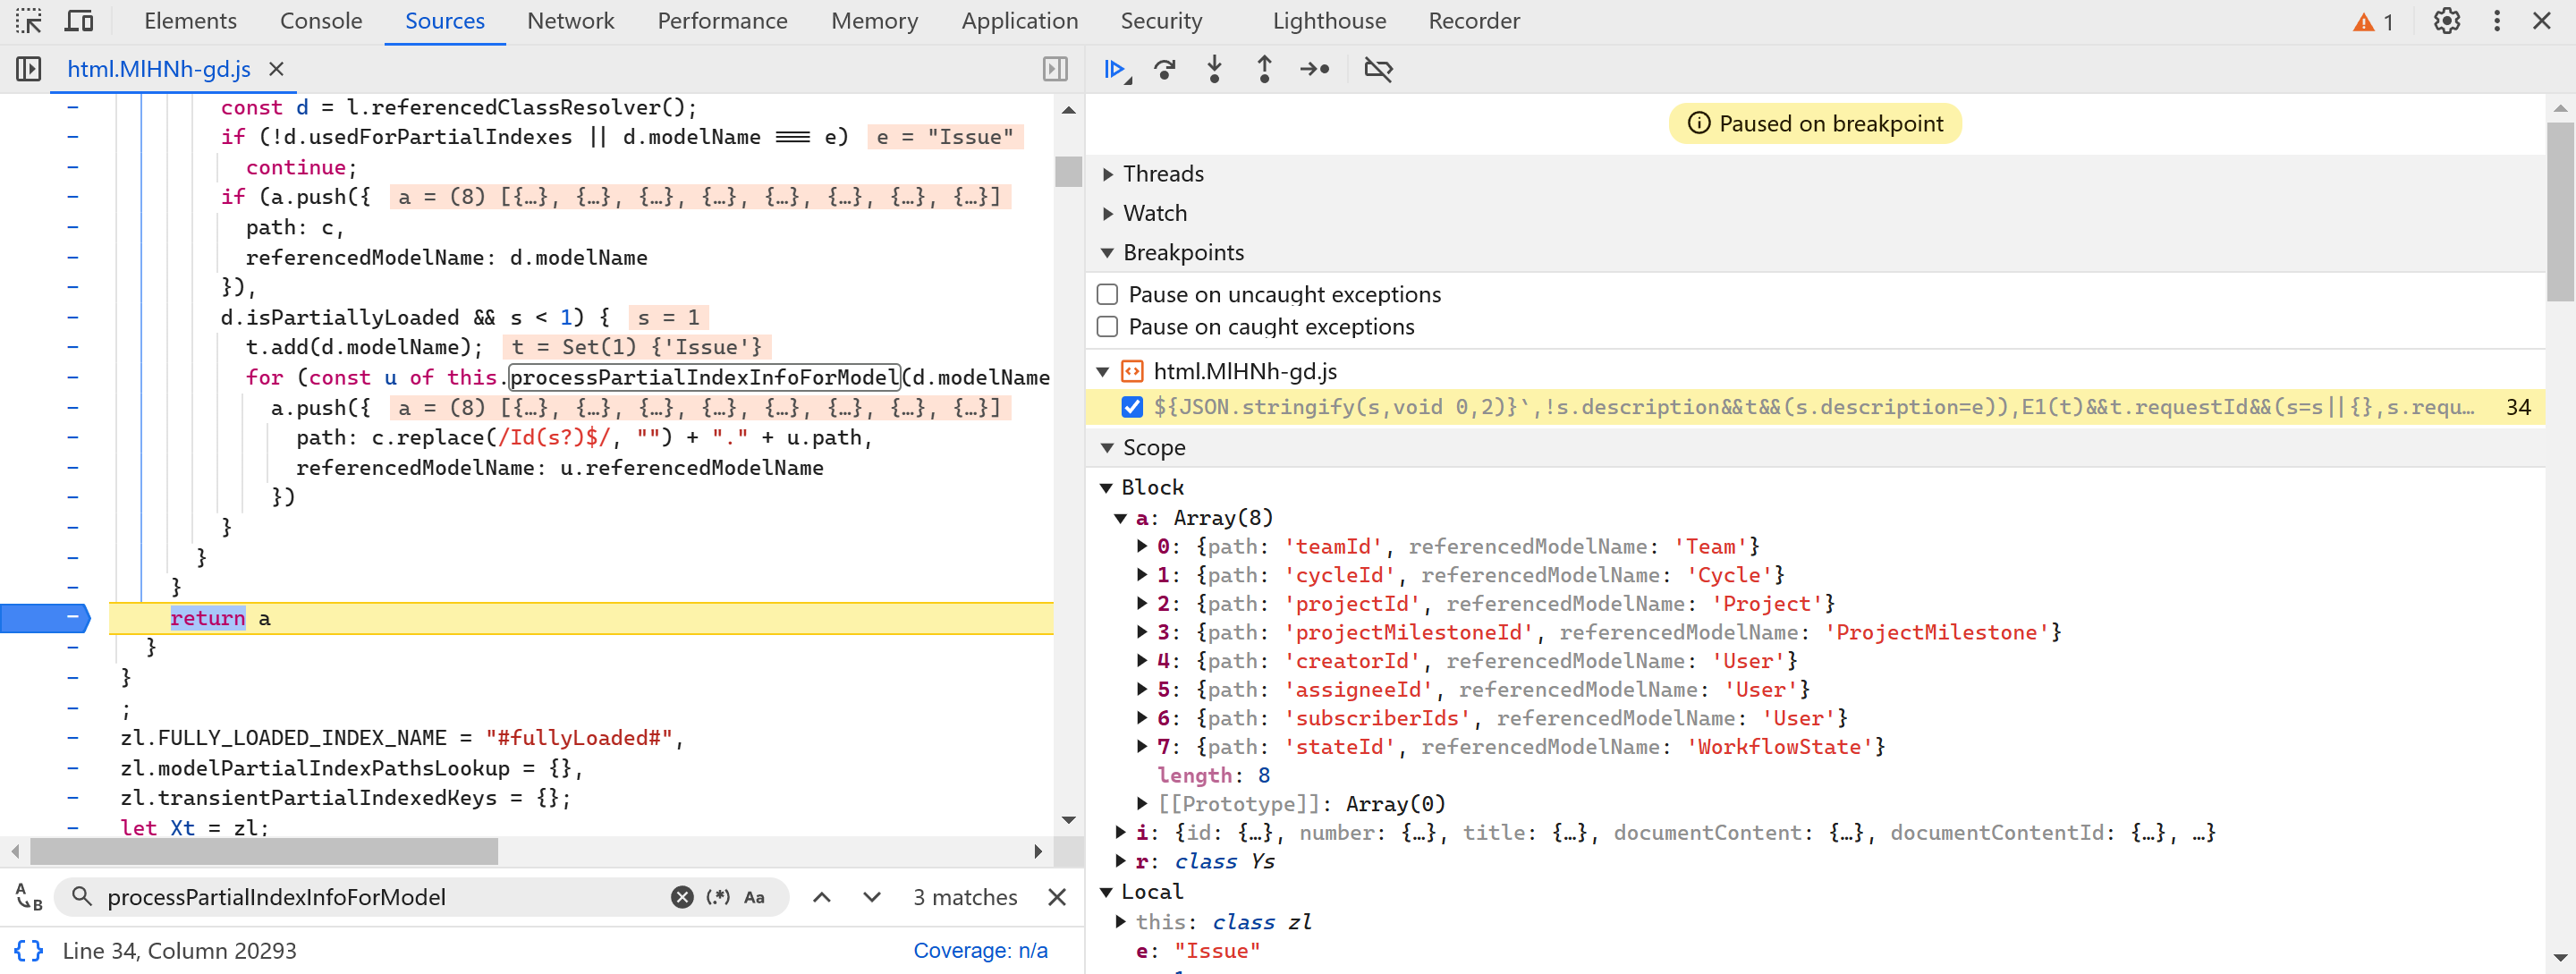 Elements Console Sources Network Performance Memory Application Security Lighthouse Recorder 1
html.MlHNh-gd.js
const d = l.referencedClassResolver();
if (!d.usedForPartialIndexes || d.modelName === e) e = "Issue"
continue;
if (a.push({ a = (8) [{…}, {…}, {…}, {…}, {…}, {…}, {…}, {…}]
path: c,
referencedModelName: d.modelName
}),
d.isPartiallyLoaded && s < 1) { s = 1
t.add(d.modelName); t = Set(1) {'Issue'}
for (const u of this.processPartialIndexInfoForModel(d.modelName
a.push({ a = (8) [{…}, {…}, {…}, {…}, {…}, {…}, {…}, {…}]
path: c.replace(/Id(s?)$/, "") + "." + u.path,
referencedModelName: u.referencedModelName
})
}
}
}
return a
}
}
;
zl.FULLY_LOADED_INDEX_NAME = "#fullyLoaded#",
zl.modelPartialIndexPathsLookup = {},
zl.transientPartialIndexedKeys = {};
let Xt = zl;
processPartialIndexInfoForModel (.*) Aa 3 matches
{} Line 34, Column 20293 Coverage: n/a
Paused on breakpoint
Threads
Watch
Breakpoints
Pause on uncaught exceptions
Pause on caught exceptions
html.MlHNh-gd.js
${JSON.stringify(s,void 0,2)}`,!s.description&&t&&(s.description=e)),E1(t)&&t.requestId&&(s=s||{},s.requ… 34
Scope
Block
a: Array(8)
0: {path: 'teamId', referencedModelName: 'Team'}
1: {path: 'cycleId', referencedModelName: 'Cycle'}
2: {path: 'projectId', referencedModelName: 'Project'}
3: {path: 'projectMilestoneId', referencedModelName: 'ProjectMilestone'}
4: {path: 'creatorId', referencedModelName: 'User'}
5: {path: 'assigneeId', referencedModelName: 'User'}
6: {path: 'subscriberIds', referencedModelName: 'User'}
7: {path: 'stateId', referencedModelName: 'WorkflowState'}
length: 8
[[Prototype]]: Array(0)
i: {id: {…}, number: {…}, title: {…}, documentContent: {…}, documentContentId: {…}, …}
r: class Ys
Local
this: class zl
e: "Issue"